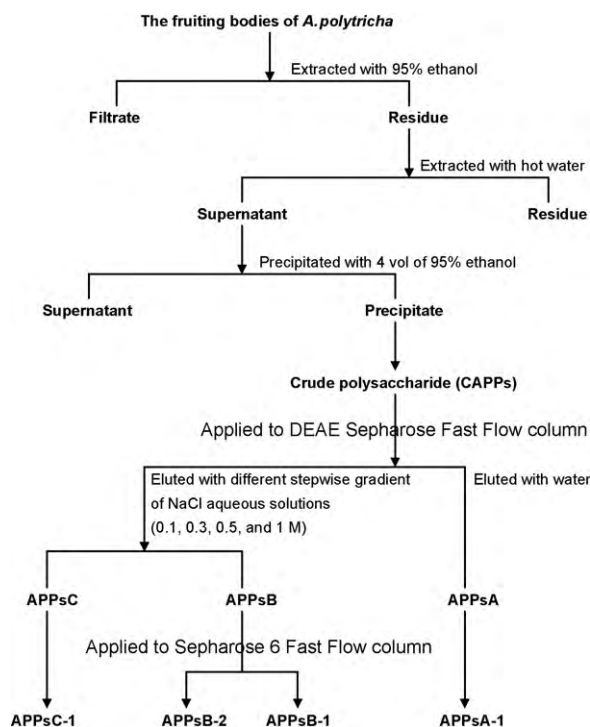 The fruiting bodies of A.polytricha
Extracted with 95% ethanol
Filtrate
Residue
Extracted with hot water
Supernatant
Residue
Precipitated with 4 vol of 95% ethanol
Supernatant
Precipitate
Crude polysaccharide (CAPPs)
Applied to DEAE Sepharose Fast Flow column
Eluted with different stepwise gradient
of NaCl aqueous solutions
(0.1, 0.3, 0.5, and 1 M)
Eluted with water
APPsC
APPsB
APPsA
Applied to Sepharose 6 Fast Flow column
APPsC-1
APPsB-2
APPsB-1
APPsA-1